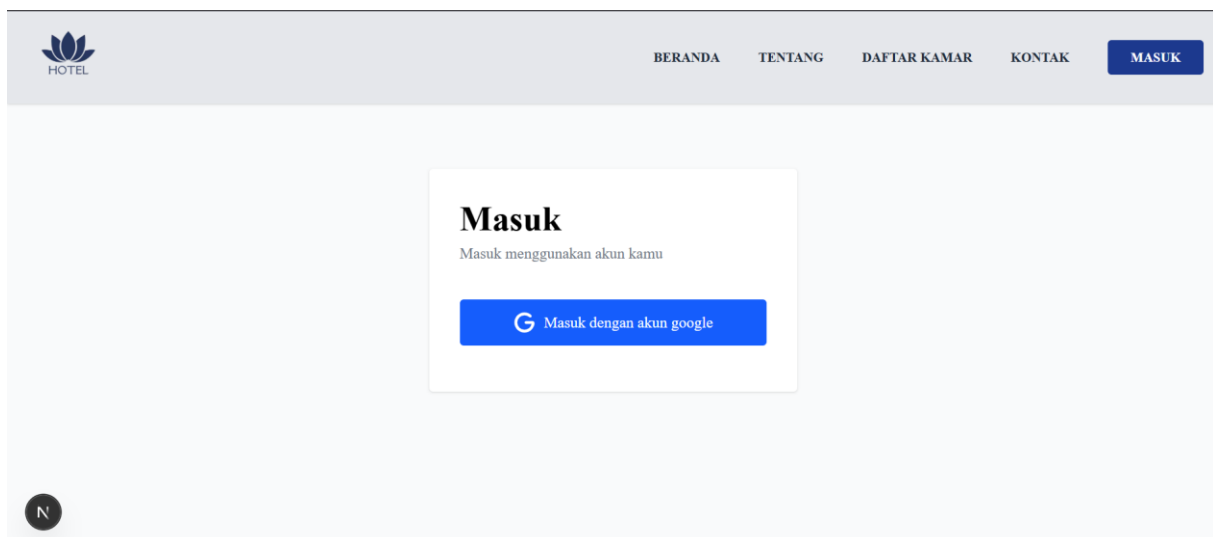 HOTEL
BERANDA TENTANG DAFTAR KAMAR KONTAK MASUK
Masuk
Masuk menggunakan akun kamu
G Masuk dengan akun google
N